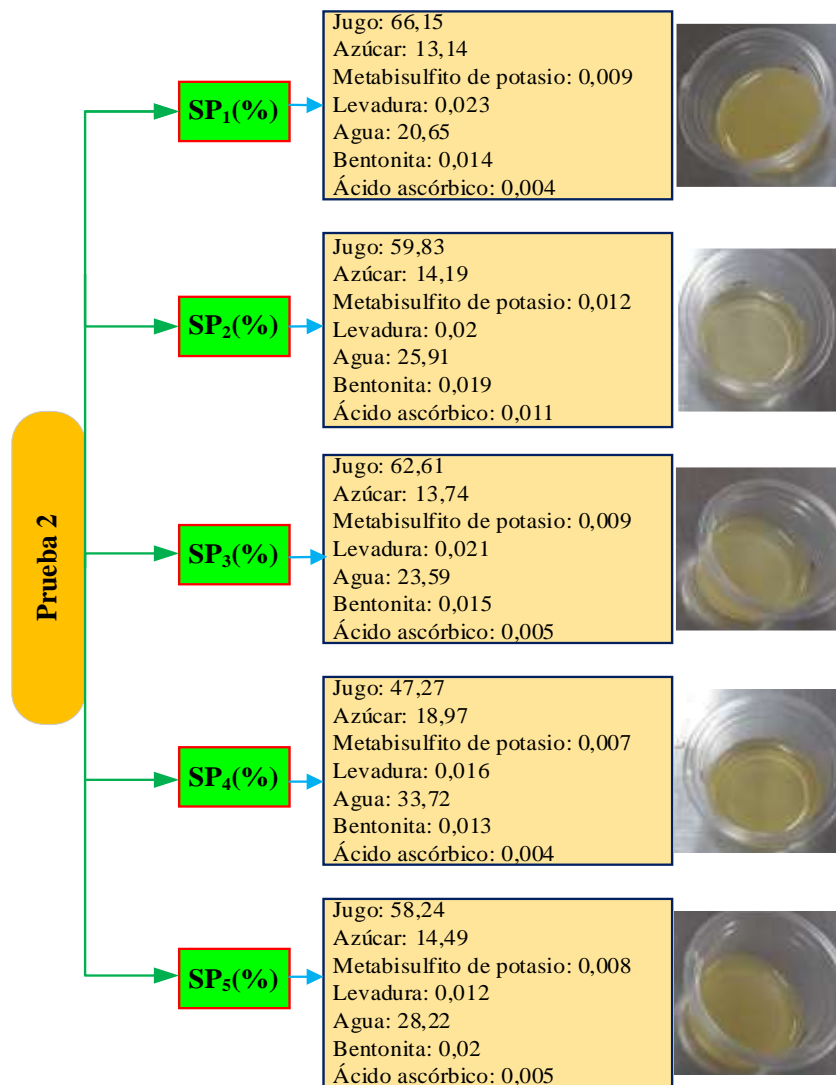 Prueba 2
SP₁(%)
Jugo: 66,15
Azúcar: 13,14
Metabisulfito de potasio: 0,009
Levadura: 0,023
Agua: 20,65
Bentonita: 0,014
Ácido ascórbico: 0,004
SP₂(%)
Jugo: 59,83
Azúcar: 14,19
Metabisulfito de potasio: 0,012
Levadura: 0,02
Agua: 25,91
Bentonita: 0,019
Ácido ascórbico: 0,011
SP₃(%)
Jugo: 62,61
Azúcar: 13,74
Metabisulfito de potasio: 0,009
Levadura: 0,021
Agua: 23,59
Bentonita: 0,015
Ácido ascórbico: 0,005
SP₄(%)
Jugo: 47,27
Azúcar: 18,97
Metabisulfito de potasio: 0,007
Levadura: 0,016
Agua: 33,72
Bentonita: 0,013
Ácido ascórbico: 0,004
SP₅(%)
Jugo: 58,24
Azúcar: 14,49
Metabisulfito de potasio: 0,008
Levadura: 0,012
Agua: 28,22
Bentonita: 0,02
Ácido ascórbico: 0,005